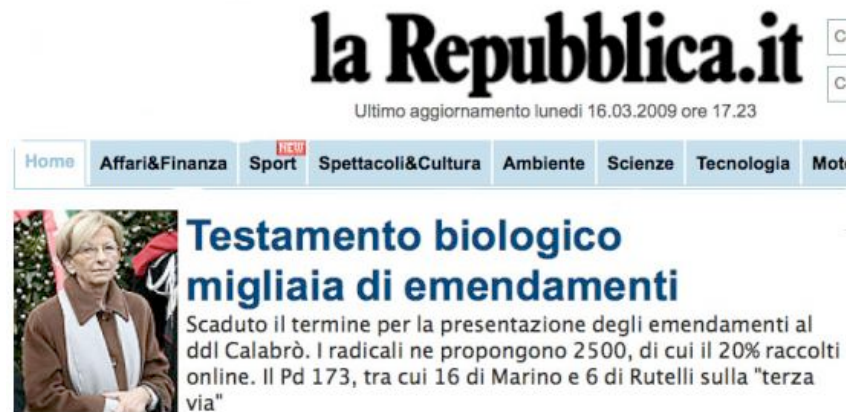 la Repubblica.it
Ultimo aggiornamento lunedì 16.03.2009 ore 17.23
Home Affari&Finanza NEW Sport Spettacoli&Cultura Ambiente Scienze Tecnologia
Testamento biologico
migliaia di emendamenti
Scaduto il termine per la presentazione degli emendamenti al
ddl Calabrò. I radicali ne propongono 2500, di cui il 20% raccolti
online. Il Pd 173, tra cui 16 di Marino e 6 di Rutelli sulla "terza
via"